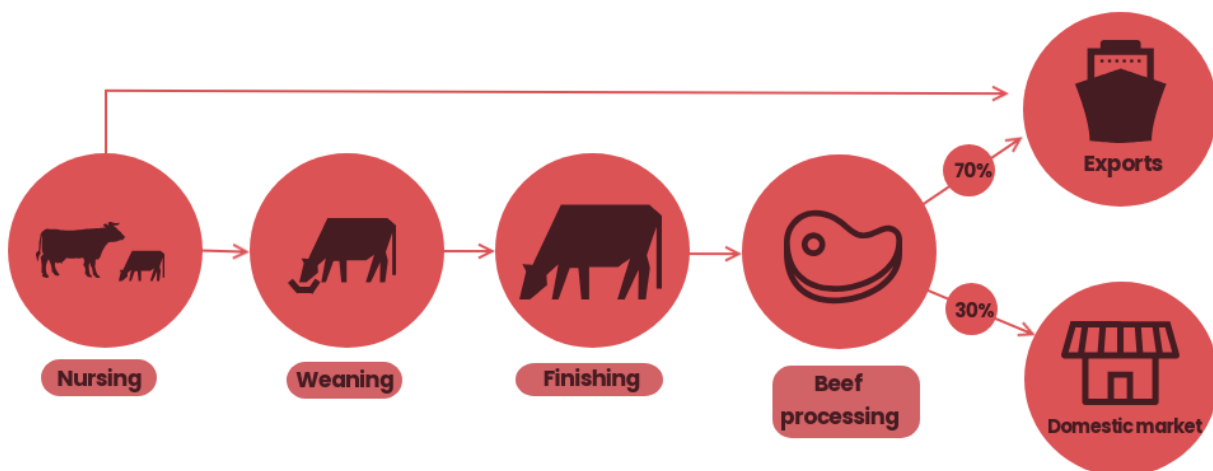 Exports
70%
30%
Nursing
Weaning
Finishing
Beef
processing
Domestic market